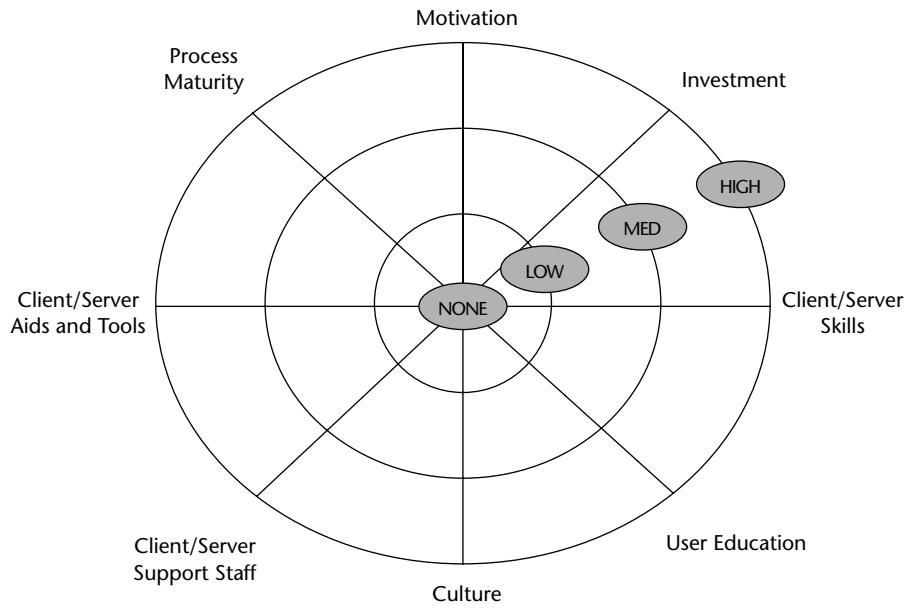 Motivation
Process
Maturity
Investment
HIGH
MED
LOW
NONE
Client/Server
Aids and Tools
Client/Server
Skills
Client/Server
Support Staff
User Education
Culture